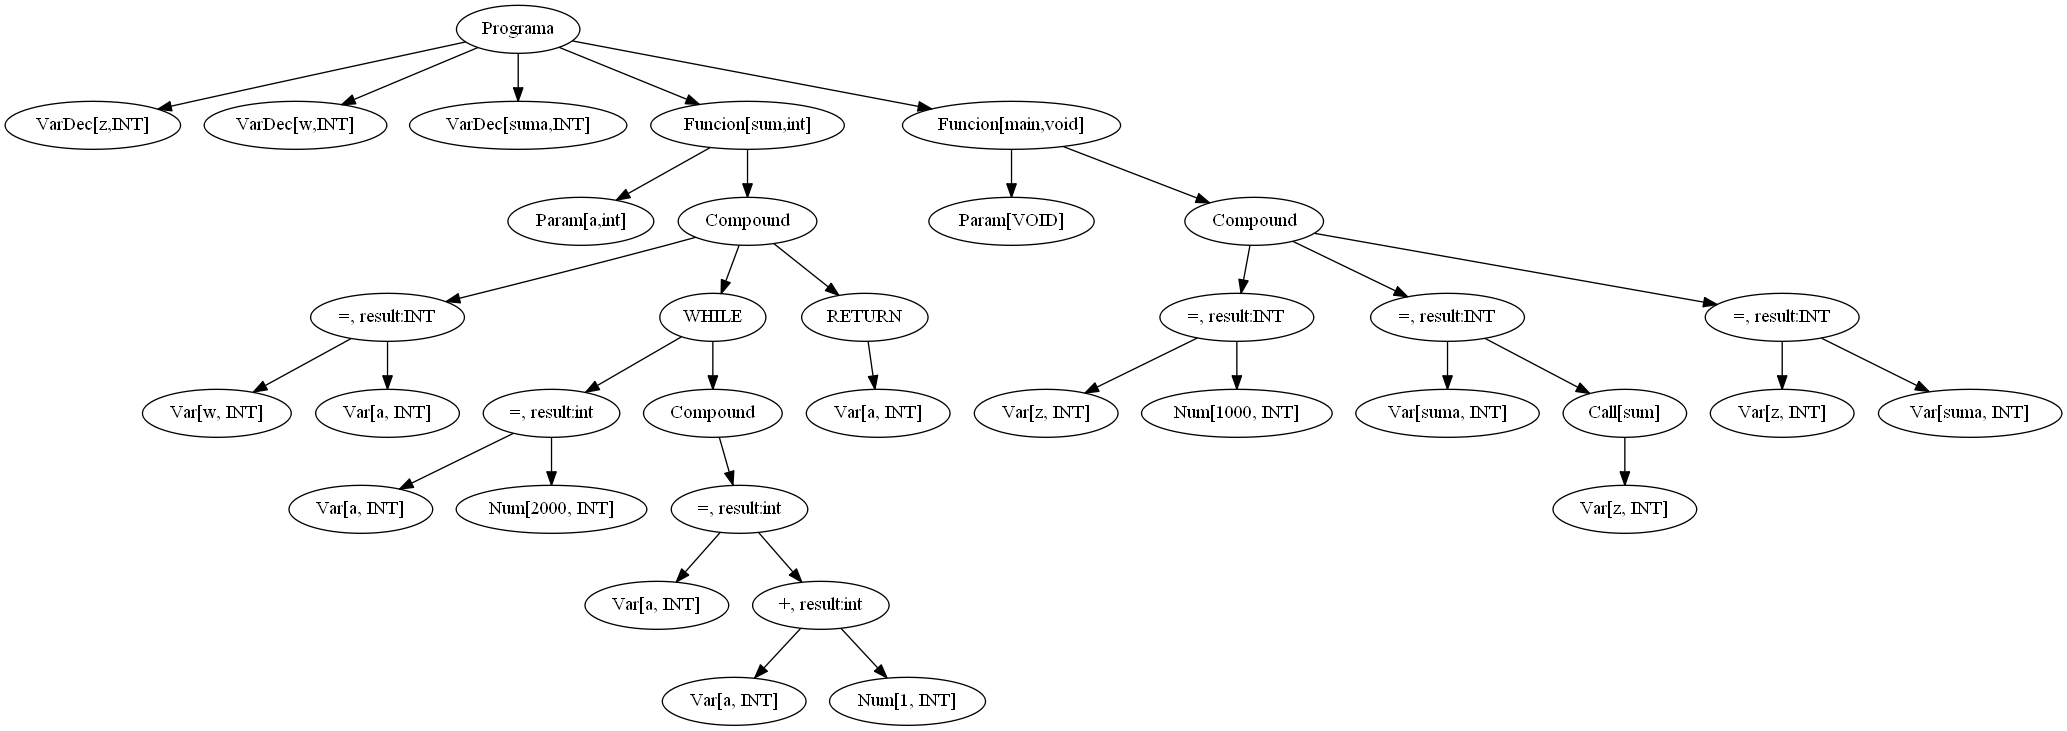 Programa
VarDec[z,INT]
VarDec[w,INT]
VarDec[suma,INT]
Funcion[sum,int]
Funcion[main,void]
Param[a,int]
Compound
Param[VOID]
Compound
=, result:INT
WHILE
RETURN
=, result:INT
=, result:INT
=, result:INT
Var[w, INT]
Var[a, INT]
=, result:int
Compound
Var[a, INT]
Var[z, INT]
Num[1000, INT]
Var[suma, INT]
Call[sum]
Var[z, INT]
Var[suma, INT]
Var[a, INT]
Num[2000, INT]
=, result:int
Var[z, INT]
Var[a, INT]
+, result:int
Var[a, INT]
Num[1, INT]